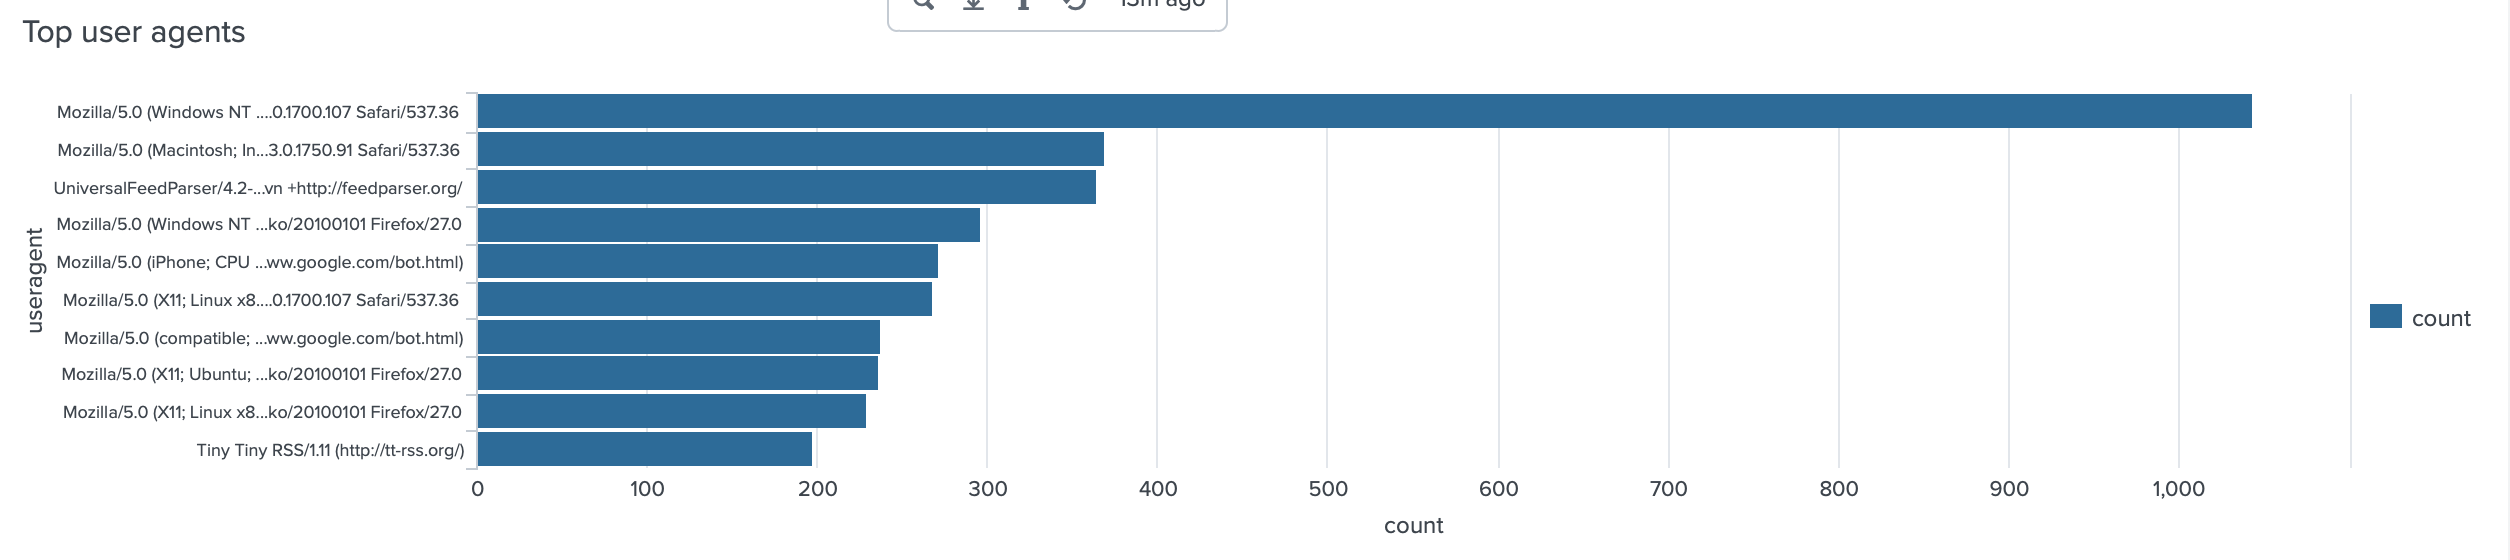 15m ago
Top user agents
Mozilla/5.0 (Windows NT ....0.1700.107 Safari/537.36
Mozilla/5.0 (Macintosh; In...3.0.1750.91 Safari/537.36
UniversalFeedParser/4.2-...vn +http://feedparser.org/
Mozilla/5.0 (Windows NT ...ko/20100101 Firefox/27.0
Mozilla/5.0 (iPhone; CPU ...ww.google.com/bot.html)
Mozilla/5.0 (X11; Linux x8....0.1700.107 Safari/537.36
Mozilla/5.0 (compatible; ...ww.google.com/bot.html)
Mozilla/5.0 (X11; Ubuntu; ...ko/20100101 Firefox/27.0
Mozilla/5.0 (X11; Linux x8...ko/20100101 Firefox/27.0
Tiny Tiny RSS/1.11 (http://tt-rss.org/)
useragent
0 100 200 300 400 500 600 700 800 900 1,000
count
count